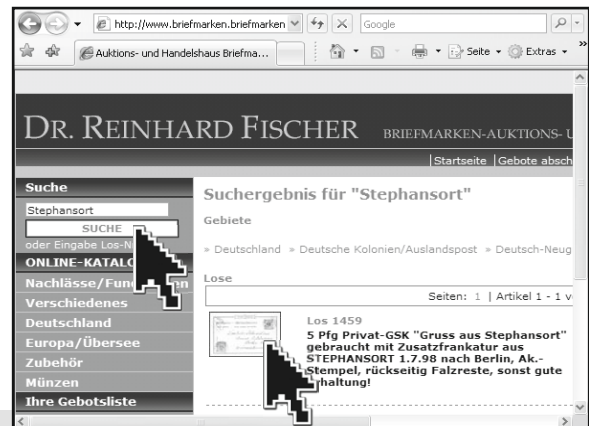 http://www.briefmarken.briefmarken
Google
Auktions- und Handelshaus Briefma...
Seite
Extras
»
DR. REINHARD FISCHER BRIEFMARKEN-AUKTIONS-
|Startseite |Gebote absch
Suche
Stephansort
SUCHE
oder Eingabe Los-N
ONLINE-KATALO
Nachlässe/Fun en
Verschiedenes
Deutschland
Europa/Übersee
Zubehör
Münzen
Ihre Gebotsliste
Suchergebnis für "Stephansort"
Gebiete
» Deutschland » Deutsche Kolonien/Auslandspost » Deutsch-Neug
Lose
Seiten: 1 | Artikel 1 - 1 v
Los 1459
5 Pfg Privat-GSK "Gruss aus Stephansort"
gebraucht mit Zusatzfrankatur aus
STEPHANSORT 1.7.98 nach Berlin, Ak.-
Stempel, rückseitig Falzreste, sonst gute
rhaltung!